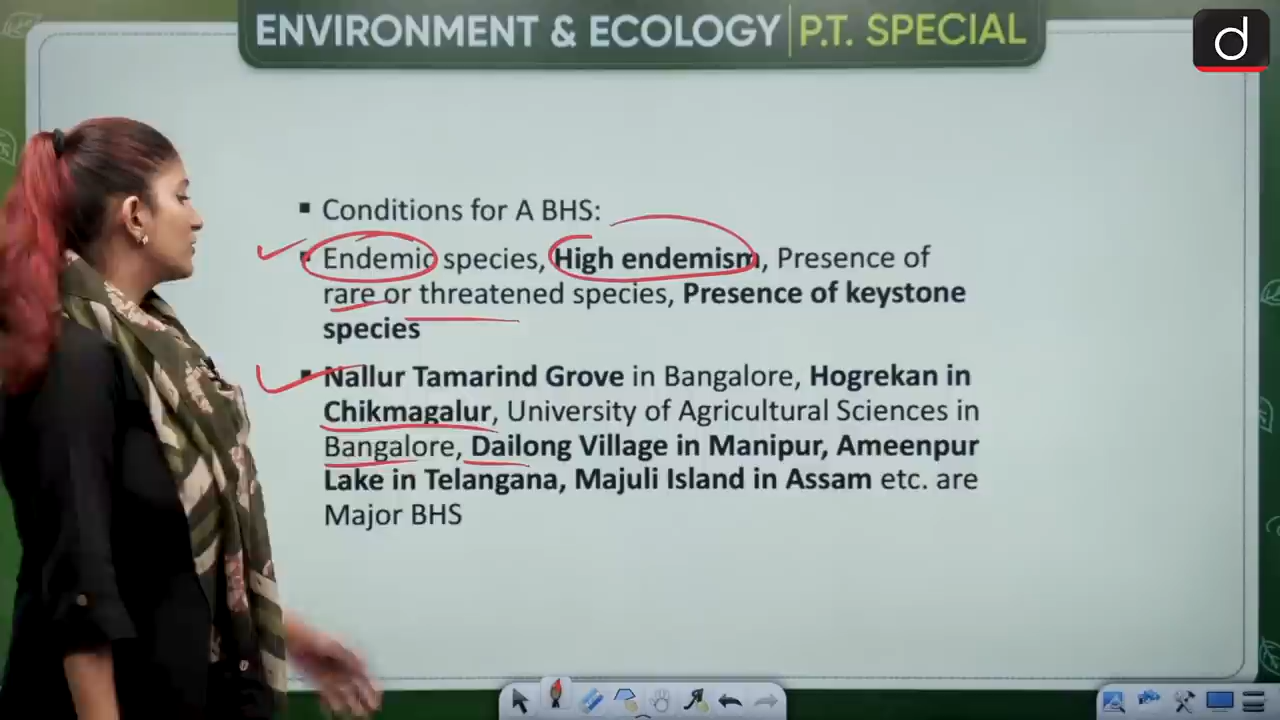 ENVIRONMENT & ECOLOGY P.T. SPECIAL
d
▪ Conditions for A BHS:
▪ Endemic species, High endemism, Presence of
rare or threatened species, Presence of keystone
species
▪ Nallur Tamarind Grove in Bangalore, Hogrekan in
Chikmagalur, University of Agricultural Sciences in
Bangalore, Dailong Village in Manipur, Ameenpur
Lake in Telangana, Majuli Island in Assam etc. are
Major BHS